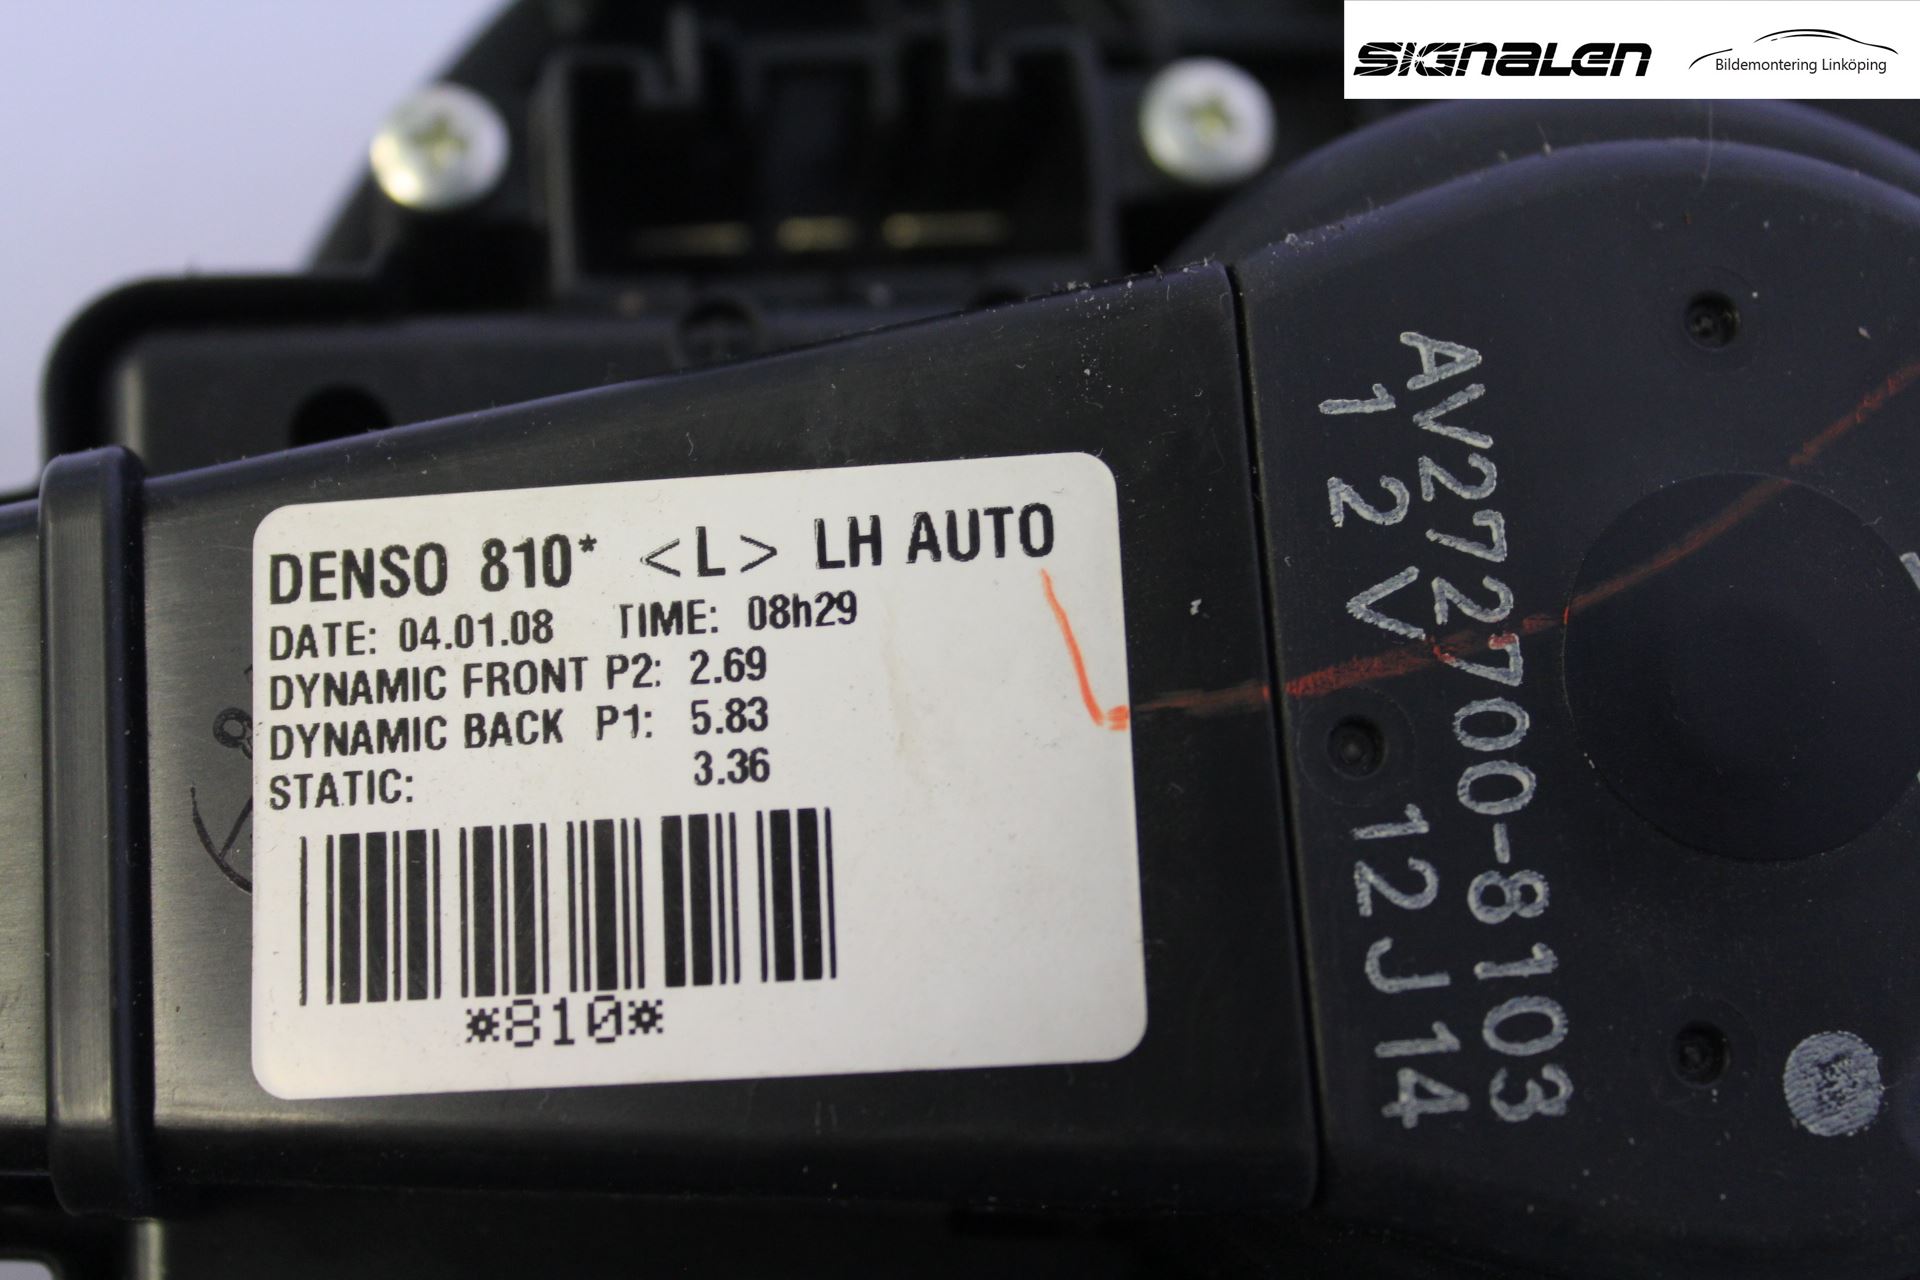 SIGNALEN
Bildemontering Linköping
DENSO 810* <L> LH AUTO
DATE: 04.01.08 TIME: 08h29
DYNAMIC FRONT P2: 2.69
DYNAMIC BACK P1: 5.83
STATIC: 3.36
*810*
AV272700-8103
12V 12J14